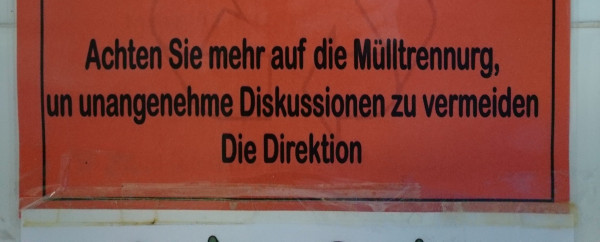 Achten Sie mehr auf die Mülltrennurg,
un unangenehme Diskussionen zu vermeiden
Die Direktion